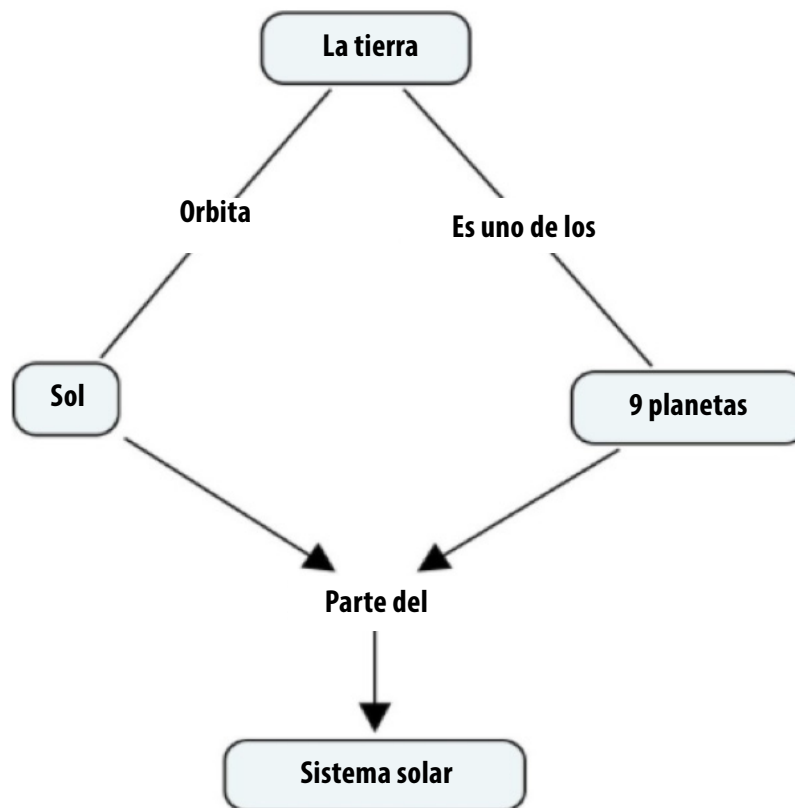 La tierra
Orbita
Es uno de los
Sol
9 planetas
Parte del
Sistema solar